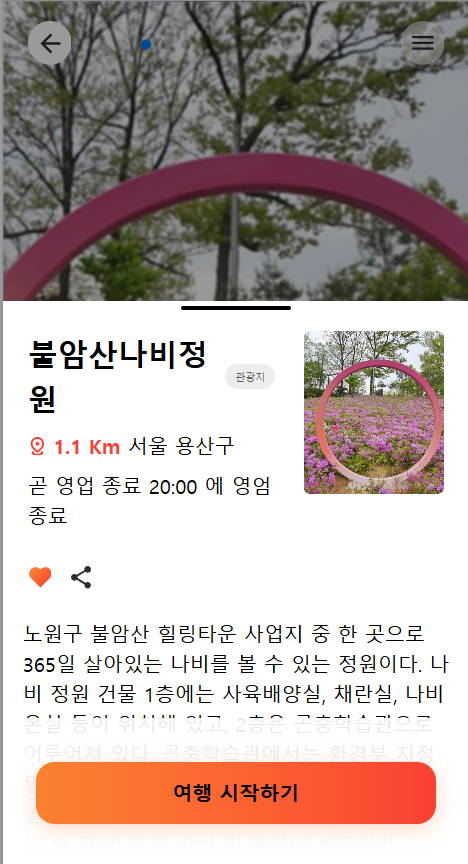 불암산나비정
원
관광지
1.1 Km 서울 용산구
곧 영업 종료 20:00 에 영엄
종료
노원구 불암산 힐링타운 사업지 중 한 곳으로
365일 살아있는 나비를 볼 수 있는 정원이다. 나
비 정원 건물 1층에는 사육배양실, 채란실, 나비
온실 등이 위치해 있고, 2층은 곤충학습관으로
이루어져 있다. 곤충학습관에서는 환경부 지정
여행 시작하기